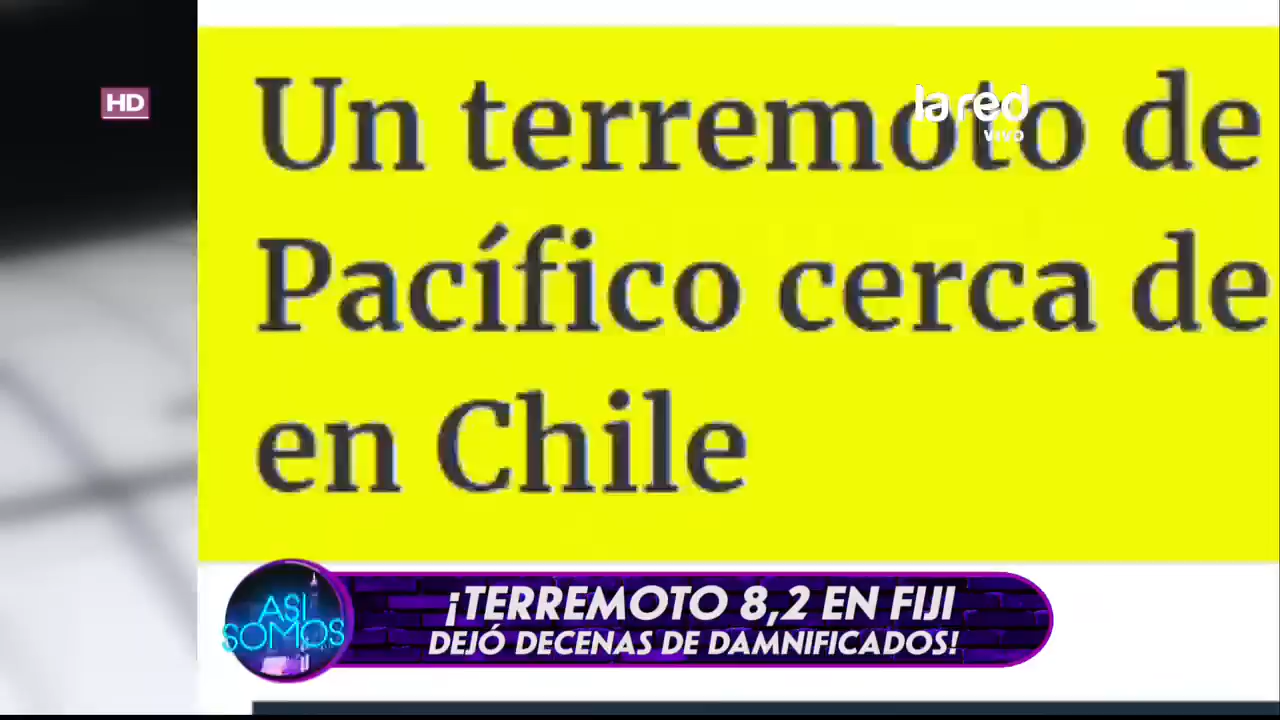 HD
la red
vivo
Un terremoto de
Pacífico cerca de
en Chile
ASI
SOMOS
¡TERREMOTO 8,2 EN FIJI
DEJÓ DECENAS DE DAMNIFICADOS!